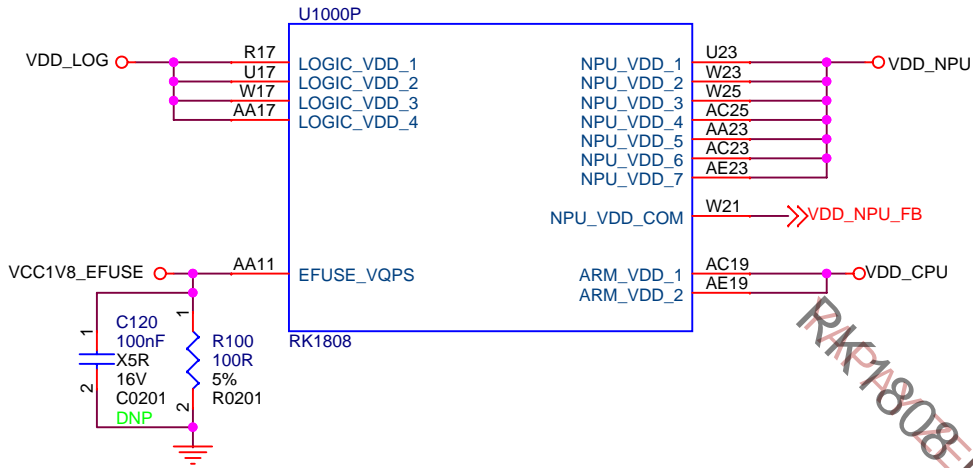 U1000P
VDD_LOG
R17
U17
W17
AA17
LOGIC_VDD_1
LOGIC_VDD_2
LOGIC_VDD_3
LOGIC_VDD_4
NPU_VDD_1
NPU_VDD_2
NPU_VDD_3
NPU_VDD_4
NPU_VDD_5
NPU_VDD_6
NPU_VDD_7
U23
W23
W25
AC25
AA23
AC23
AE23
VDD_NPU
NPU_VDD_COM
W21
VDD_NPU_FB
VCC1V8_EFUSE
AA11
EFUSE_VQPS
ARM_VDD_1
ARM_VDD_2
AC19
AE19
VDD_CPU
RK1808
1
C120
100nF
X5R
16V
C0201
DNP
2
1
R100
100R
5%
R0201
2
RK1808